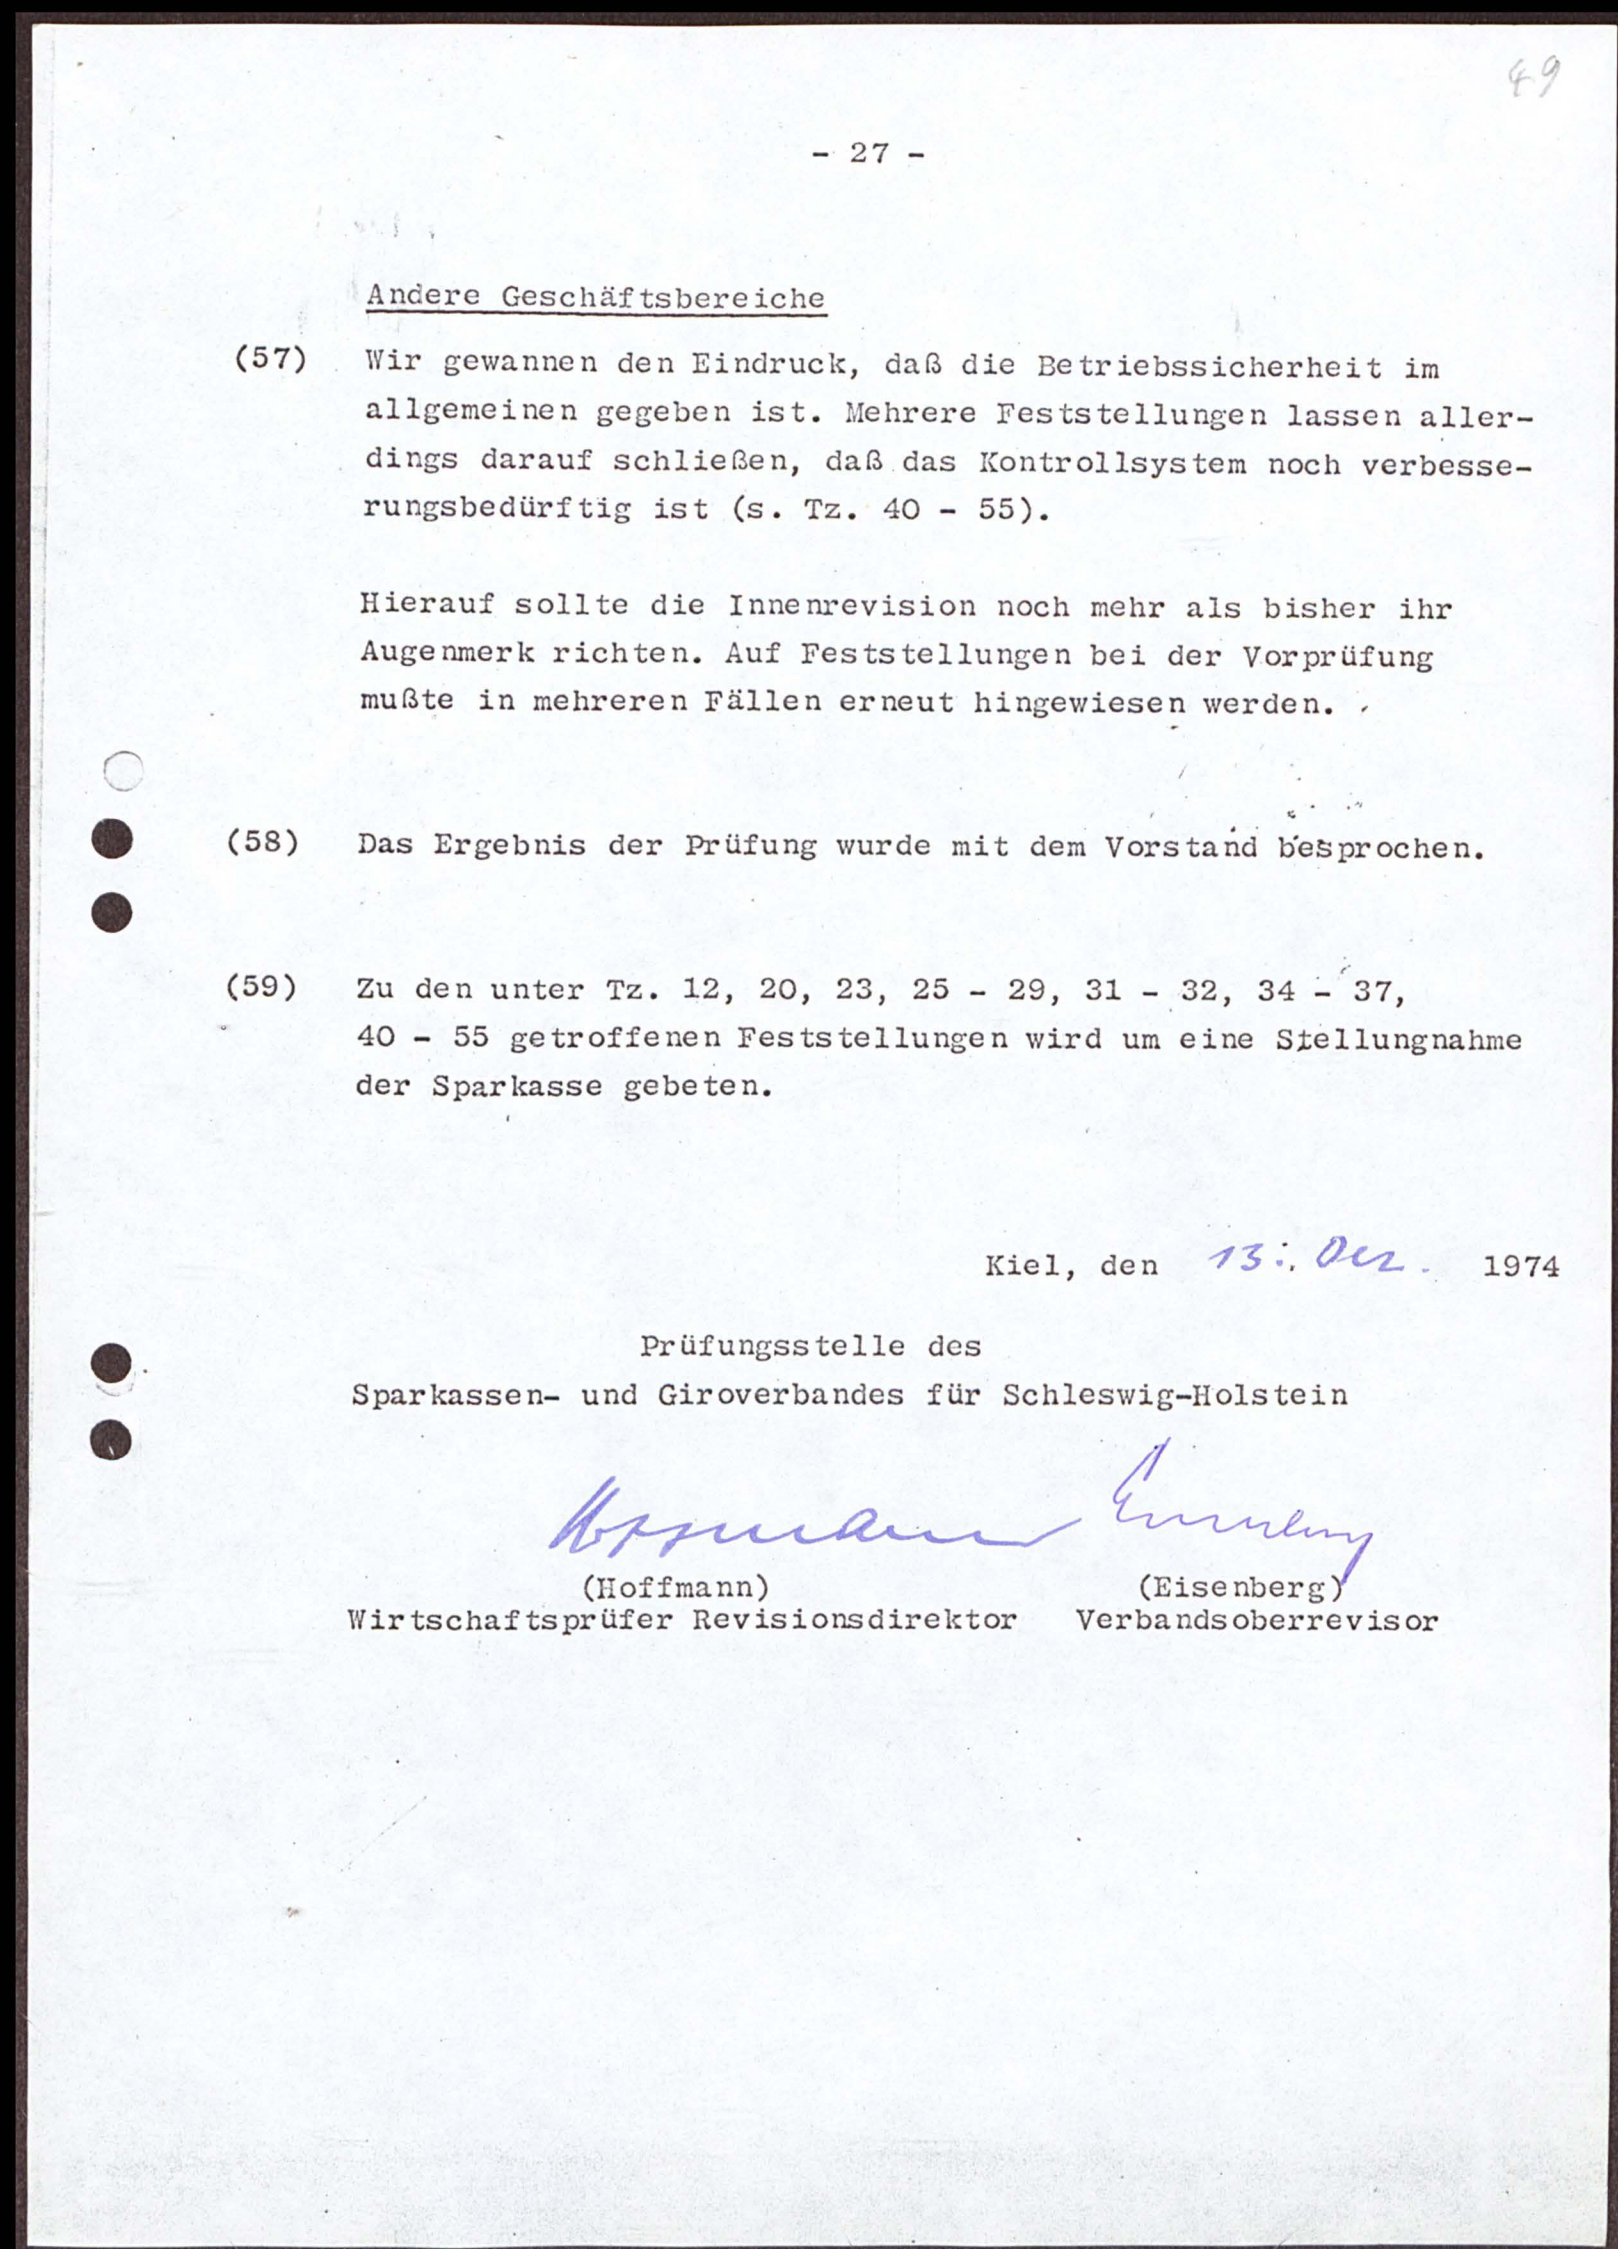 49
- 27 -
Andere Geschäftsbereiche
(57) Wir gewannen den Eindruck, daß die Betriebssicherheit im
allgemeinen gegeben ist. Mehrere Feststellungen lassen aller-
dings darauf schließen, daß das Kontrollsystem noch verbesse-
rungsbedürftig ist (s. Tz. 40 - 55).
Hierauf sollte die Innenrevision noch mehr als bisher ihr
Augenmerk richten. Auf Feststellungen bei der Vorprüfung
mußte in mehreren Fällen erneut hingewiesen werden.
(58) Das Ergebnis der Prüfung wurde mit dem Vorstand besprochen.
(59) Zu den unter Tz. 12, 20, 23, 25 - 29, 31 - 32, 34 - 37,
40 - 55 getroffenen Feststellungen wird um eine Stellungnahme
der Sparkasse gebeten.
Kiel, den 13. Dez. 1974
Prüfungsstelle des
Sparkassen- und Giroverbandes für Schleswig-Holstein
Hoffmann Eisenberg
(Hoffmann) (Eisenberg)
Wirtschaftsprüfer Revisionsdirektor Verbandsoberrevisor